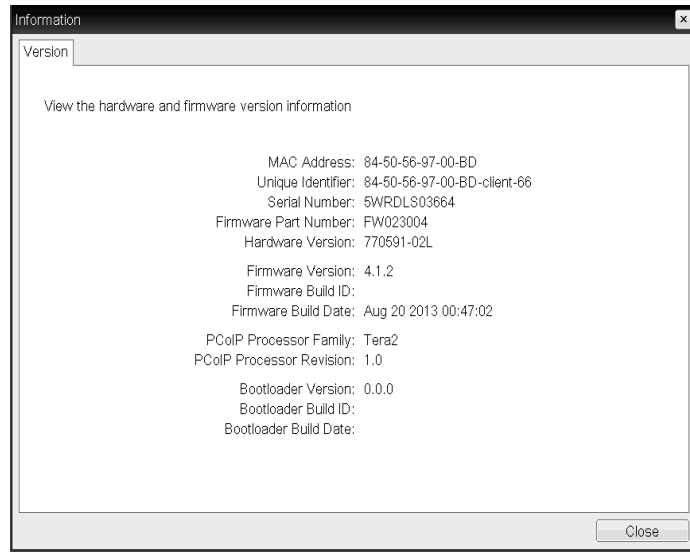 Information
Version
View the hardware and firmware version information
MAC Address: 84-50-56-97-00-BD
Unique Identifier: 84-50-56-97-00-BD-client-66
Serial Number: 5WRDLS03664
Firmware Part Number: FW023004
Hardware Version: 770591-02L
Firmware Version: 4.1.2
Firmware Build ID:
Firmware Build Date: Aug 20 2013 00:47:02
PCoIP Processor Family: Tera2
PCoIP Processor Revision: 1.0
Bootloader Version: 0.0.0
Bootloader Build ID:
Bootloader Build Date:
Close